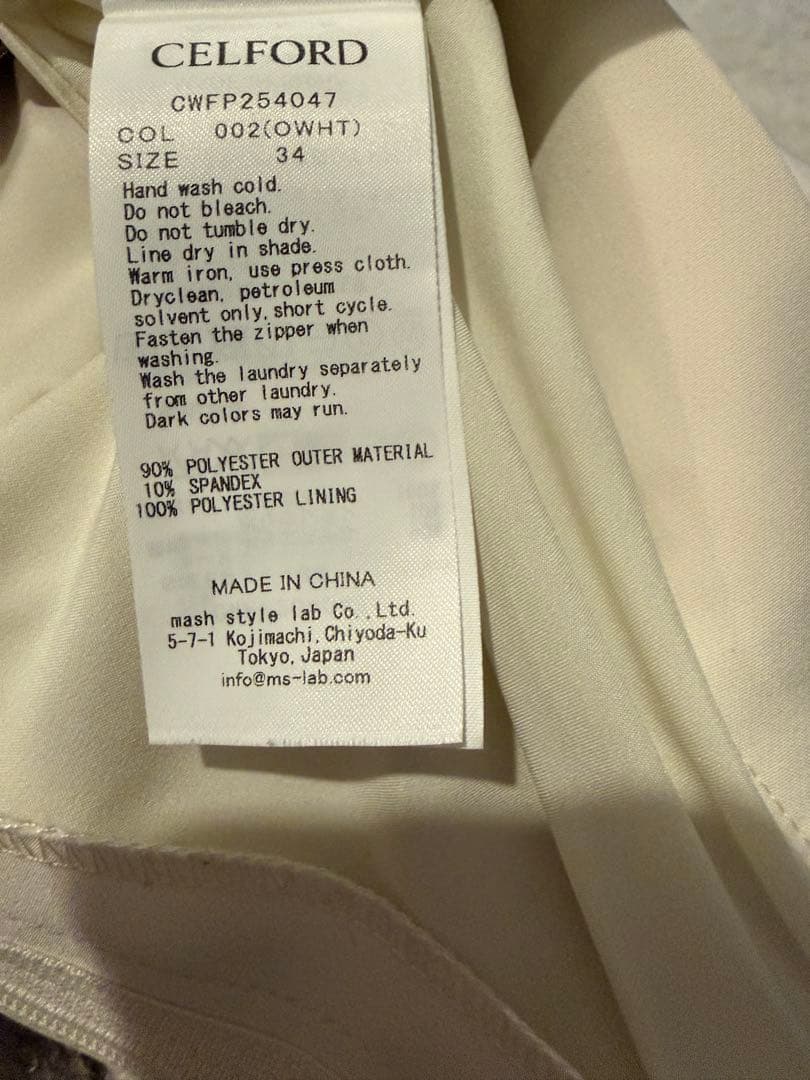 CELFORD
CWFP254047
COL 002(OWHT)
SIZE 34
Hand wash cold.
Do not bleach.
Do not tumble dry.
Line dry in shade.
Warm iron, use press cloth.
Dryclean, petroleum
solvent only, short cycle.
Fasten the zipper when
washing.
Wash the laundry separately
from other laundry.
Dark colors may run.
90% POLYESTER OUTER MATERIAL
10% SPANDEX
100% POLYESTER LINING
MADE IN CHINA
mash style lab Co.,Ltd.
5-7-1 Kojimachi, Chiyoda-Ku
Tokyo, Japan
info@ms-lab.com